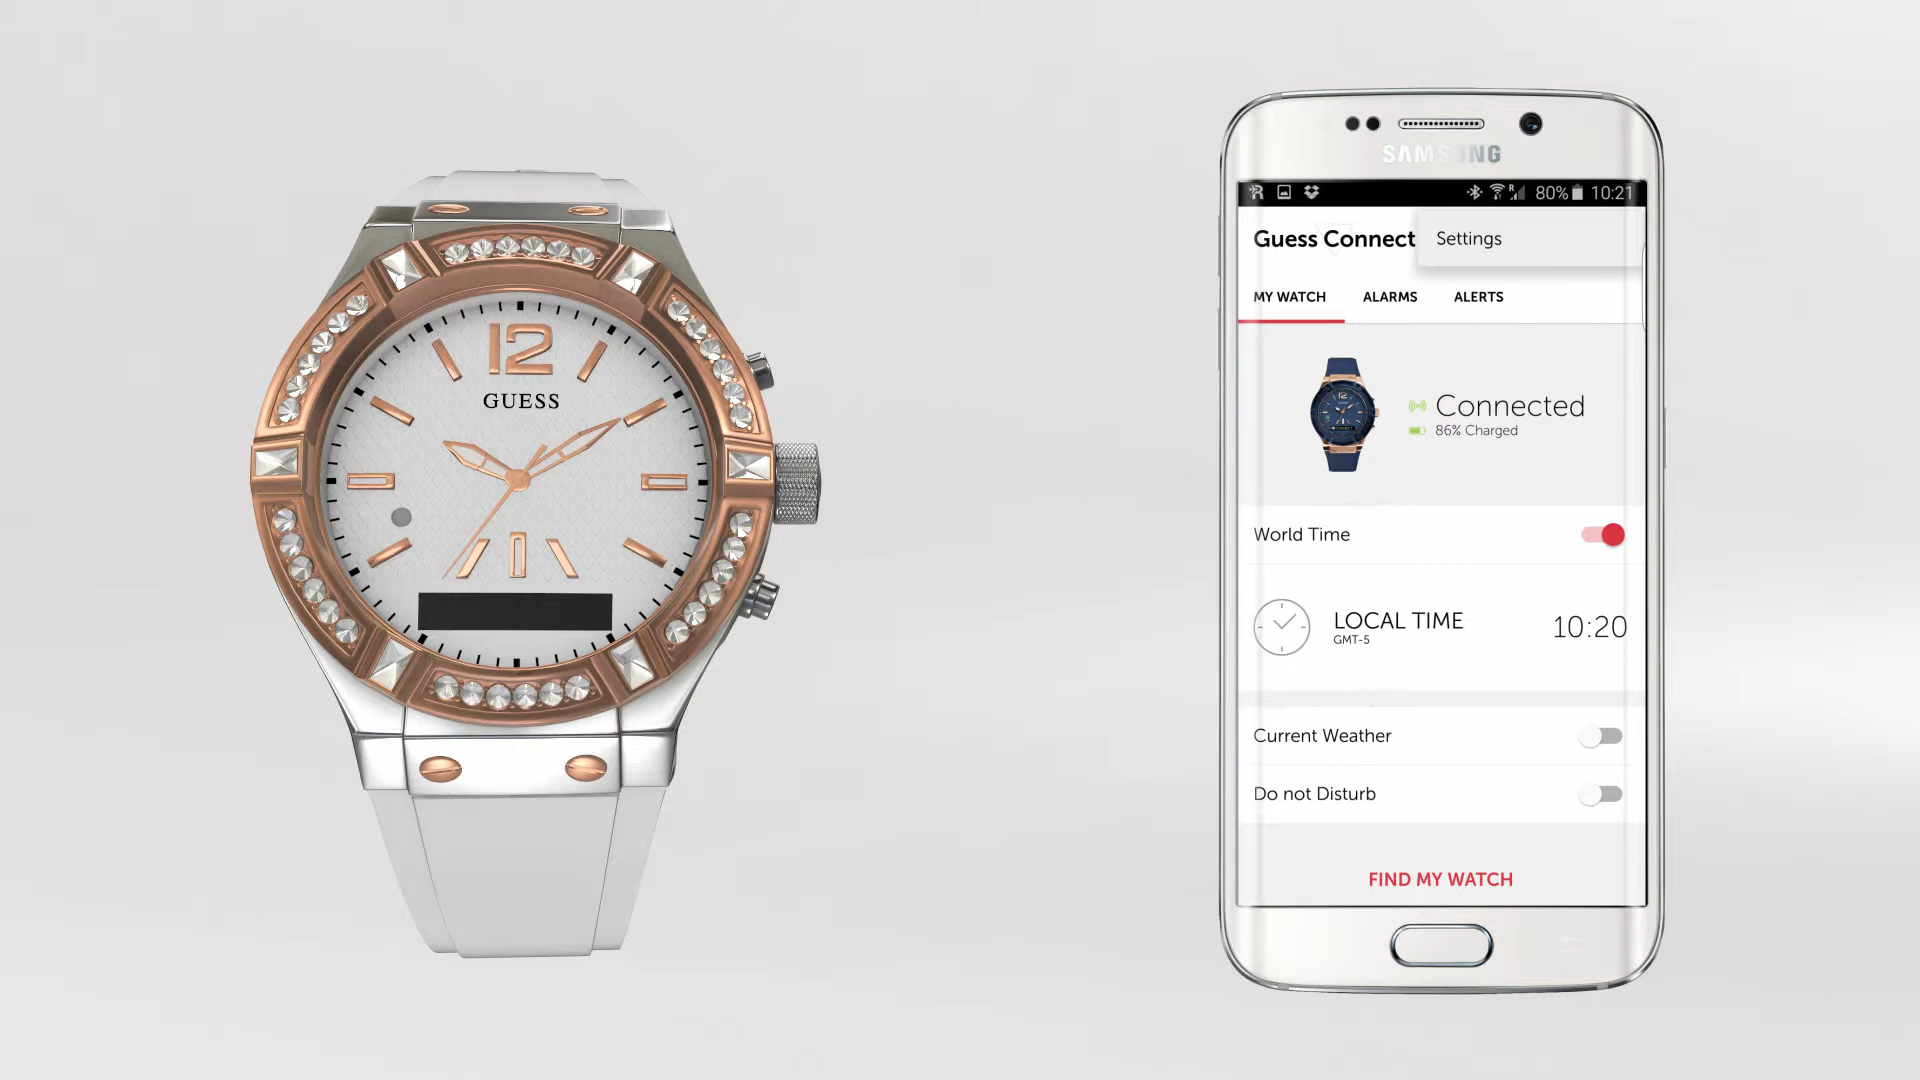 12
GUESS
SAMSUNG
80% 10:21
Guess Connect
Settings
MY WATCH ALARMS ALERTS
Connected
86% Charged
World Time
LOCAL TIME
GMT-5
10:20
Current Weather
Do not Disturb
FIND MY WATCH